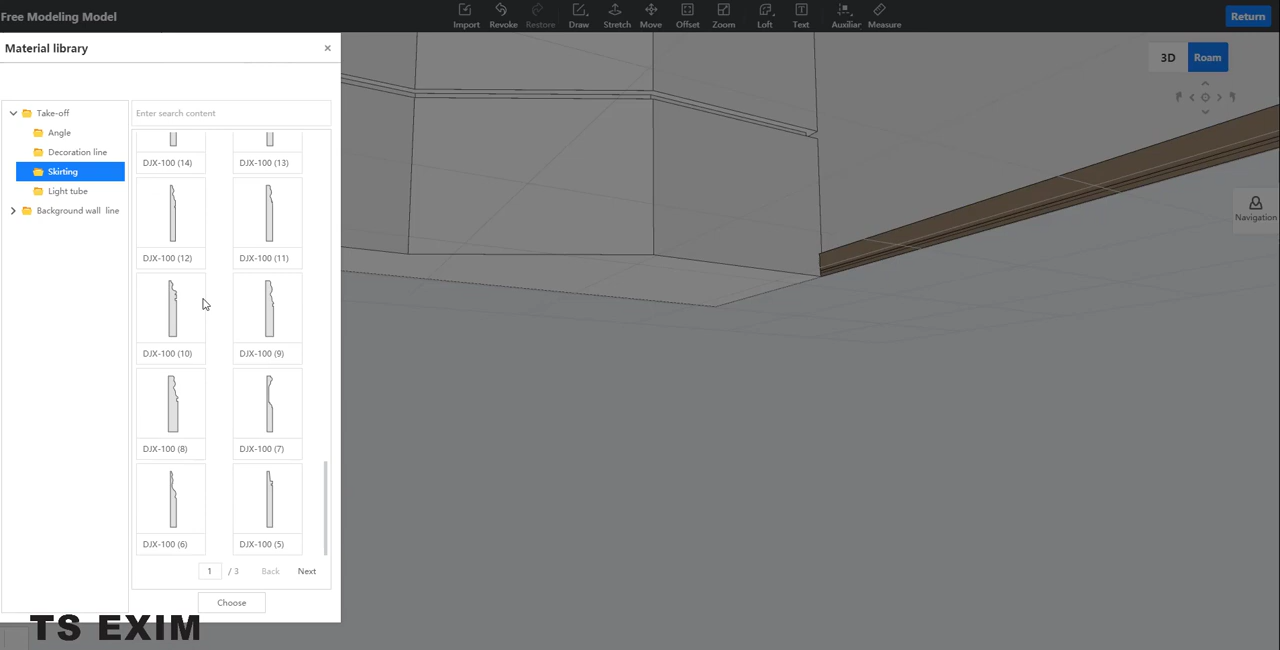 Free Modeling Model
Import Revoke Restore Draw Stretch Move Offset Zoom Loft Text Auxiliar Measure
Return
Material library
3D Roam
Take-off
Angle
Decoration line
Skirting
Light tube
Background wall line
Enter search content
DJX-100 (14) DJX-100 (13)
DJX-100 (12) DJX-100 (11)
DJX-100 (10) DJX-100 (9)
DJX-100 (8) DJX-100 (7)
DJX-100 (6) DJX-100 (5)
1 / 3 Back Next
Choose
Navigation
TS EXIM